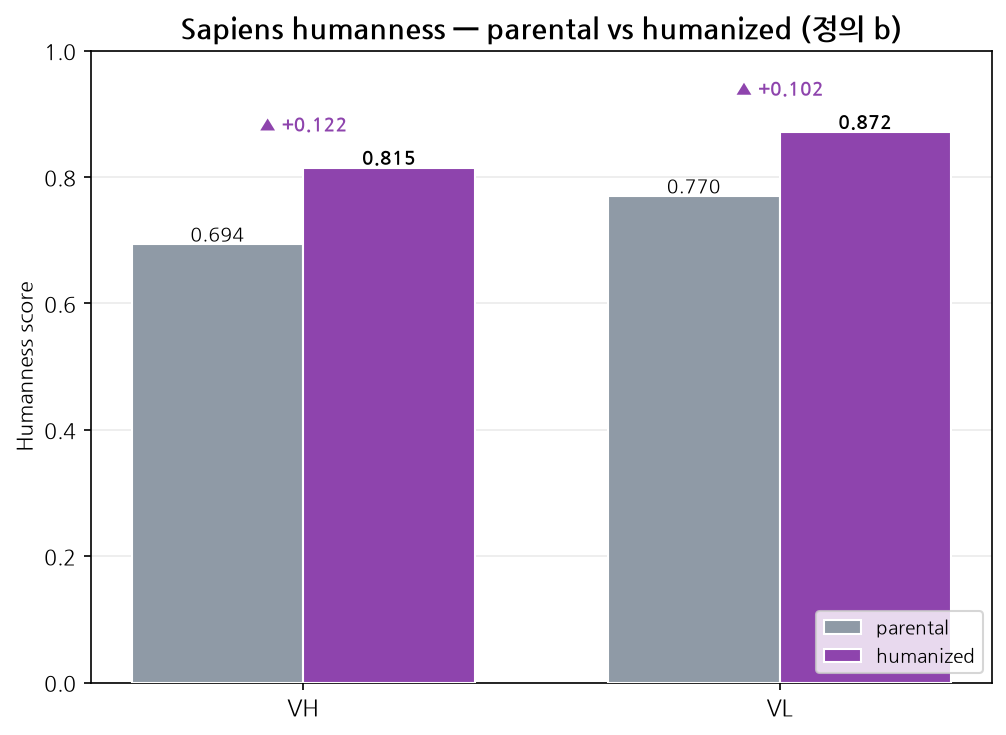 Sapiens humanness — parental vs humanized (정의 b)
1.0
0.8
0.6
0.4
0.2
0.0
Humanness score
▲ +0.122
▲ +0.102
0.694
0.815
0.770
0.872
parental
humanized
VH
VL